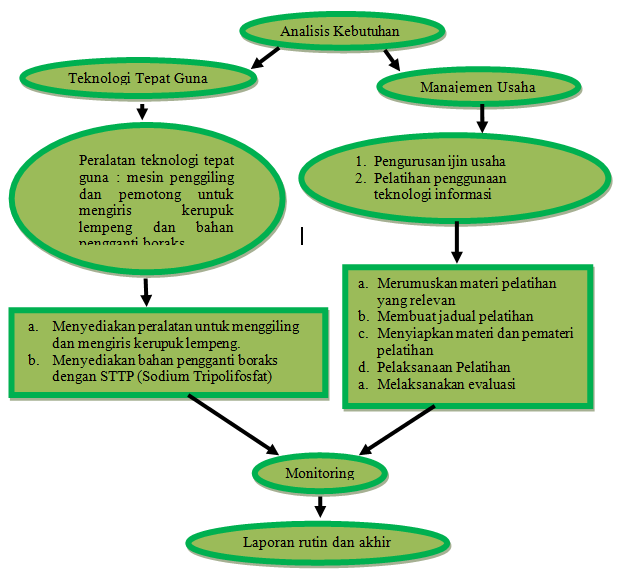 Analisis Kebutuhan
Teknologi Tepat Guna
Manajemen Usaha
Peralatan teknologi tepat
guna : mesin penggiling
dan pemotong untuk
mengiris kerupuk
lempeng dan bahan
pengganti boraks
1. Pengurusan ijin usaha
2. Pelatihan penggunaan
teknologi informasi
a. Menyediakan peralatan untuk menggiling
dan mengiris kerupuk lempeng.
b. Menyediakan bahan pengganti boraks
dengan STTP (Sodium Tripolifosfat)
a. Merumuskan materi pelatihan
yang relevan
b. Membuat jadual pelatihan
c. Menyiapkan materi dan pemateri
pelatihan
d. Pelaksanaan Pelatihan
a. Melaksanakan evaluasi
Monitoring
Laporan rutin dan akhir